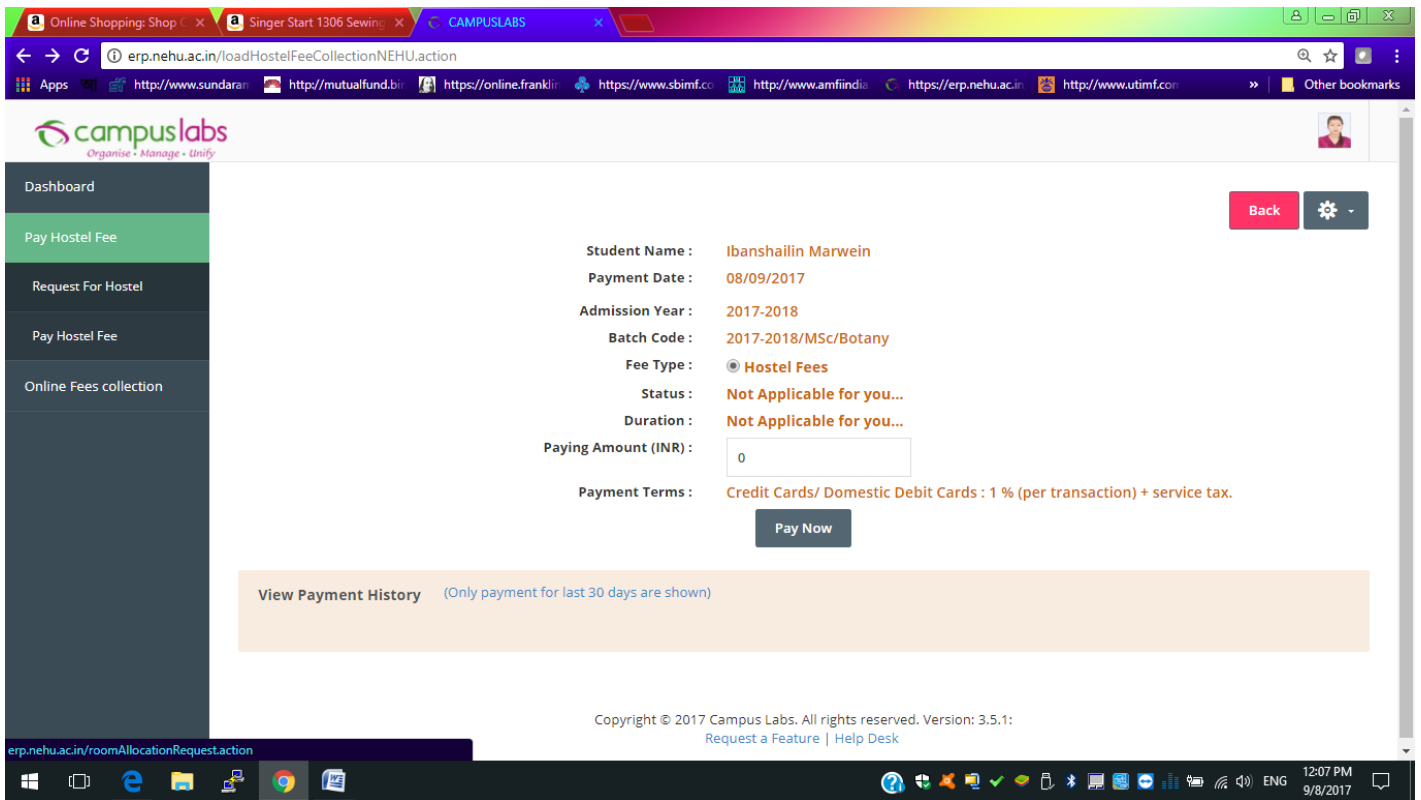 Online Shopping: Shop
Singer Start 1306 Sewing
CAMPUSLABS
erp.nehu.ac.in/loadHostelFeeCollectionNEHU.action
Apps http://www.sundaran http://mutualfund.bir https://online.franklin https://www.sbimf.co http://www.amfiindia. https://erp.nehu.ac.in http://www.utimf.com » Other bookmarks
campuslabs
Organise • Manage • Unify
Dashboard
Back
Pay Hostel Fee
Request For Hostel
Pay Hostel Fee
Online Fees collection
Student Name : Ibanshailin Marwein
Payment Date : 08/09/2017
Admission Year : 2017-2018
Batch Code : 2017-2018/MSc/Botany
Fee Type : Hostel Fees
Status : Not Applicable for you...
Duration : Not Applicable for you...
Paying Amount (INR) : 0
Payment Terms : Credit Cards/ Domestic Debit Cards : 1 % (per transaction) + service tax.
Pay Now
View Payment History (Only payment for last 30 days are shown)
Copyright © 2017 Campus Labs. All rights reserved. Version: 3.5.1:
Request a Feature | Help Desk
erp.nehu.ac.in/roomAllocationRequest.action
ENG
12:07 PM
9/8/2017